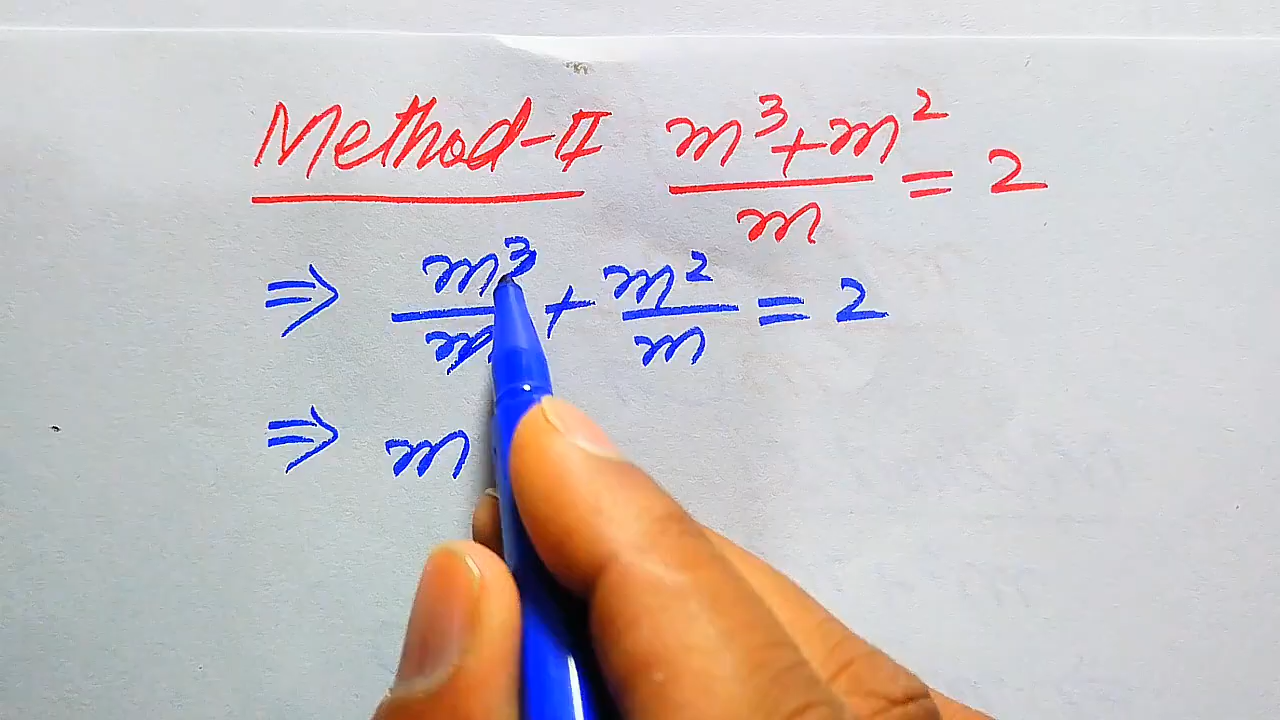 Method-II m³+m²/m = 2
⇒ m³/m + m²/m = 2
⇒ m